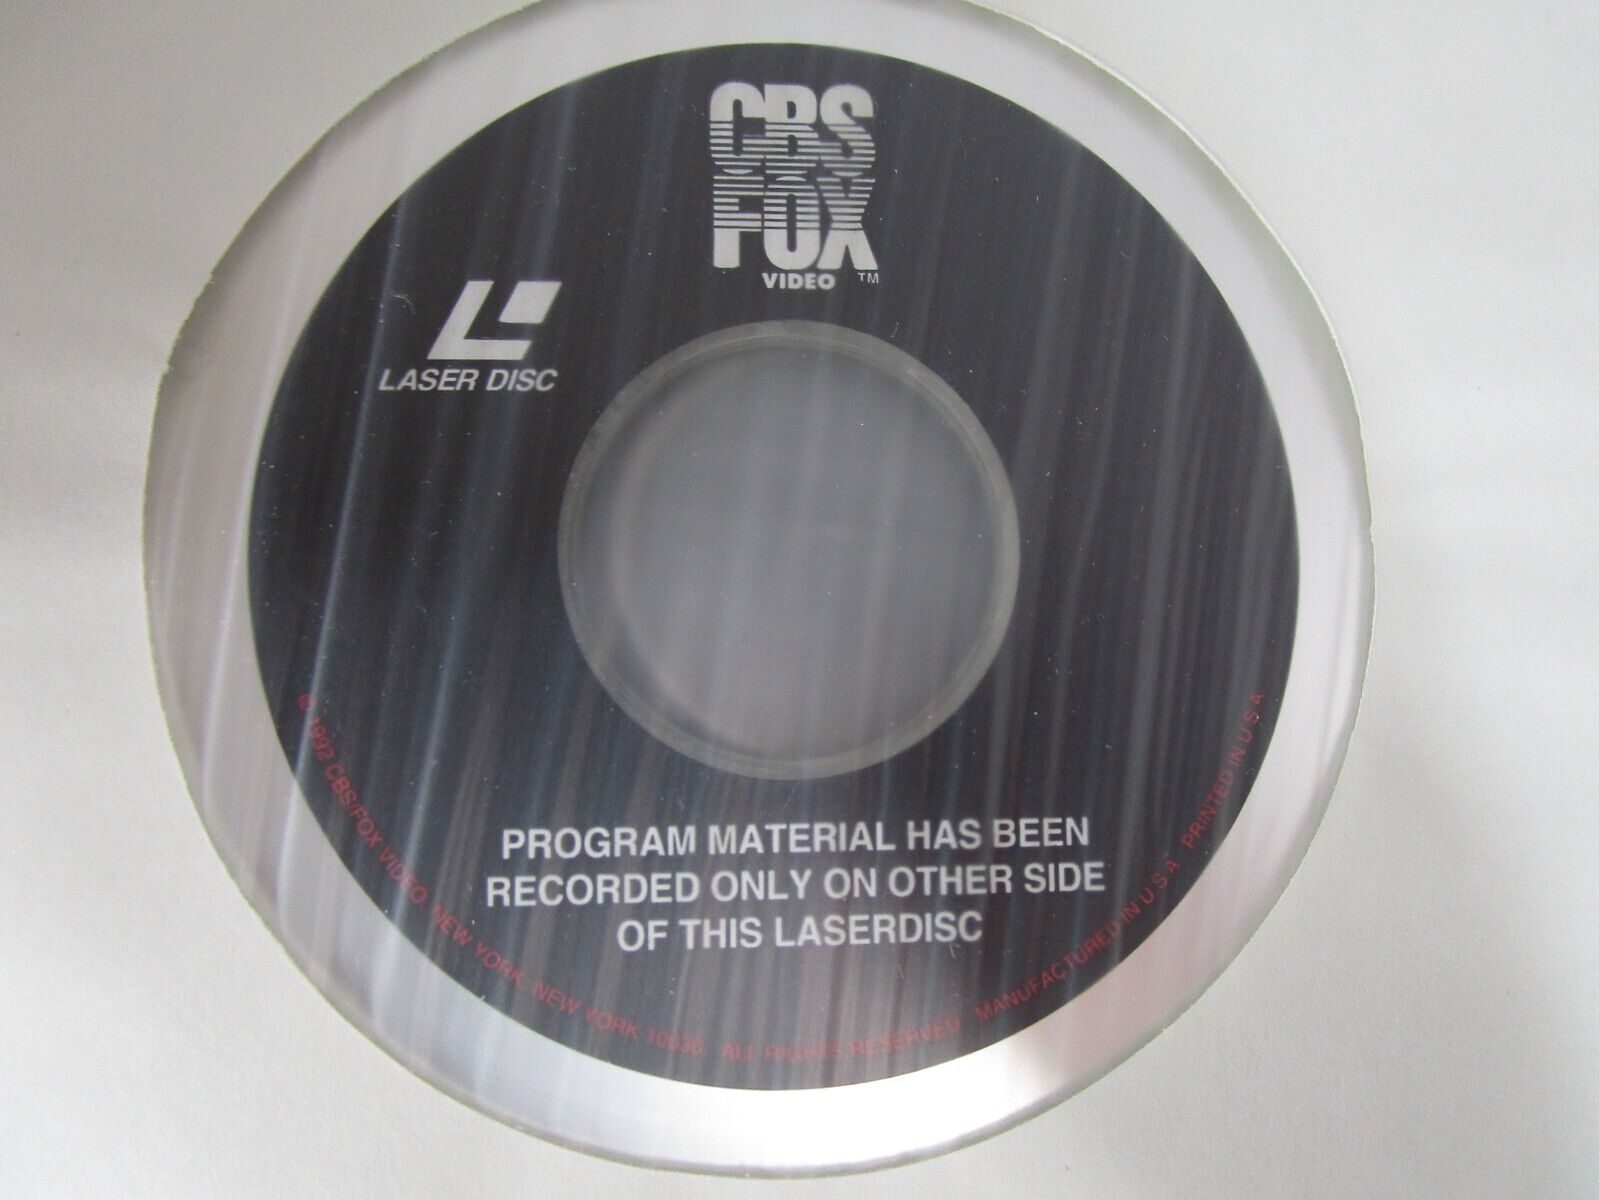 CBS
FOX
VIDEO ™
LASER DISC
PROGRAM MATERIAL HAS BEEN
RECORDED ONLY ON OTHER SIDE
OF THIS LASERDISC
© 1992 CBS/FOX VIDEO, NEW YORK, NEW YORK 10036 ALL RIGHTS RESERVED MANUFACTURED IN U.S.A. PRINTED IN U.S.A.